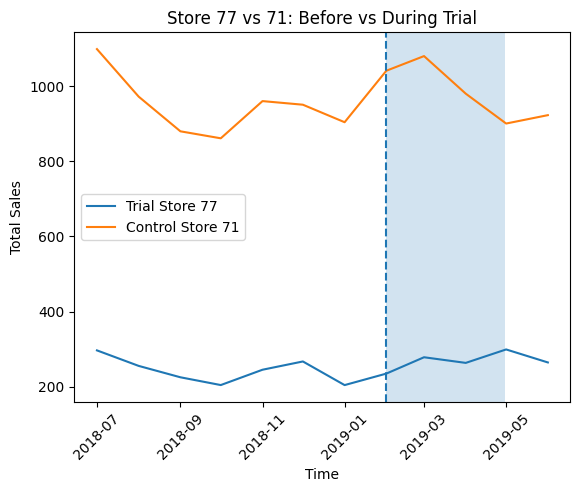 Store 77 vs 71: Before vs During Trial
Total Sales
1000
800
600
400
200
Trial Store 77
Control Store 71
2018-07
2018-09
2018-11
2019-01
2019-03
2019-05
Time